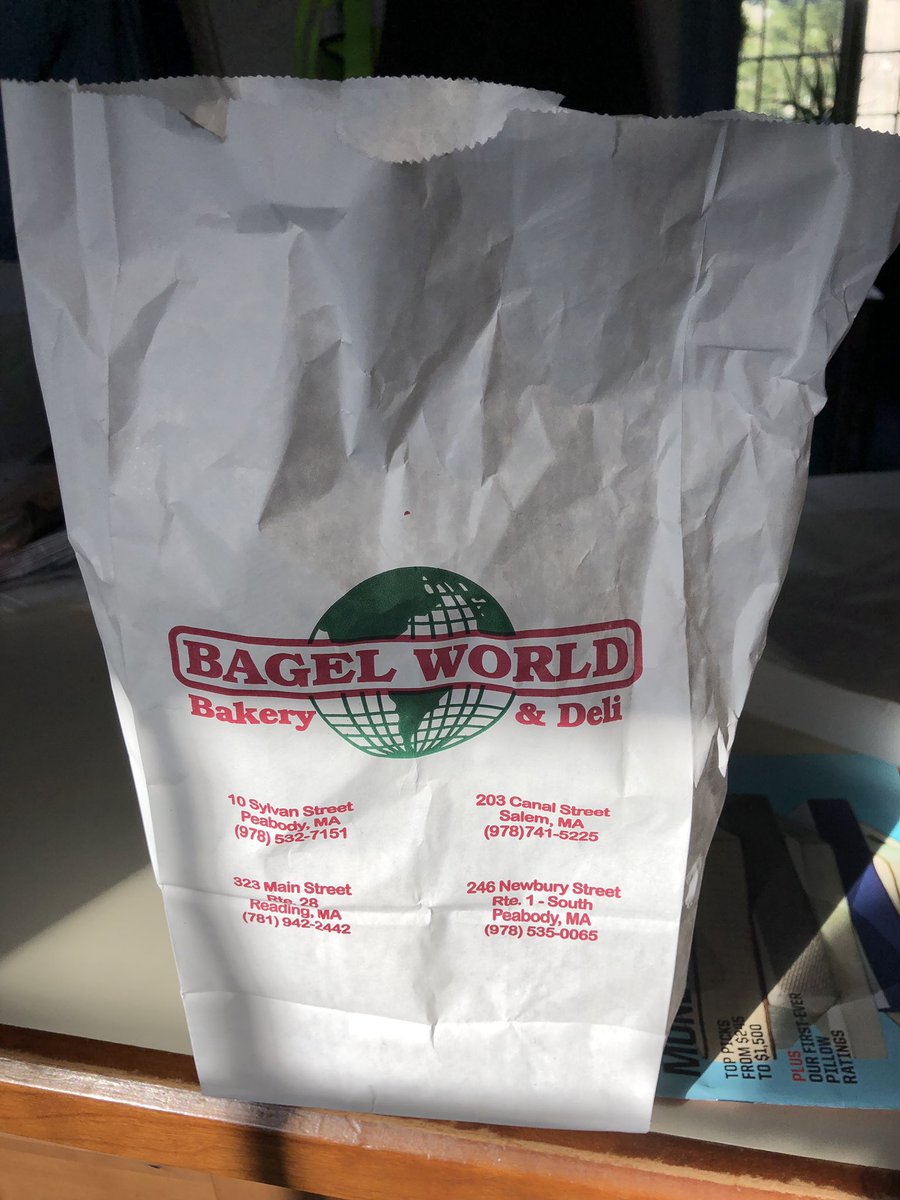 BAGEL WORLD
Bakery & Deli
10 Sylvan Street
Peabody, MA
(978) 532-7151
203 Canal Street
Salem, MA
(978)741-5225
323 Main Street
Rte. 28
Reading, MA
(781) 942-2442
246 Newbury Street
Rte. 1 - South
Peabody, MA
(978) 535-0065
TOP PICKS
FROM $245
TO $1,500
PLUS
OUR FIRST-EVER
PILLOW
RATINGS